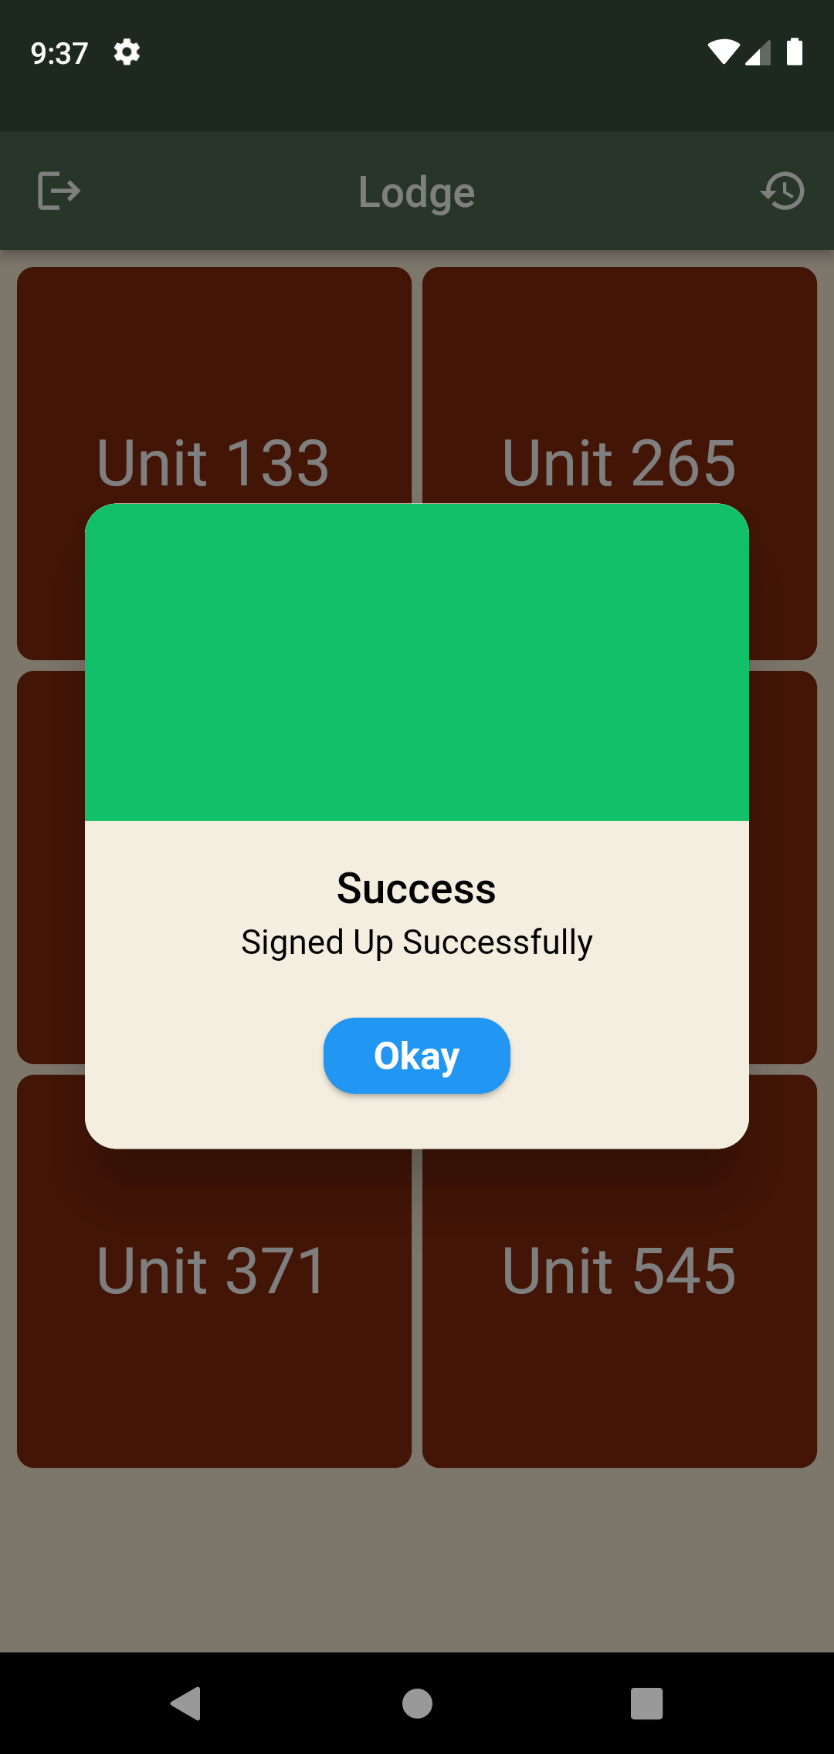 9:37
Lodge
Unit 133
Unit 265
Success
Signed Up Successfully
Okay
Unit 371
Unit 545